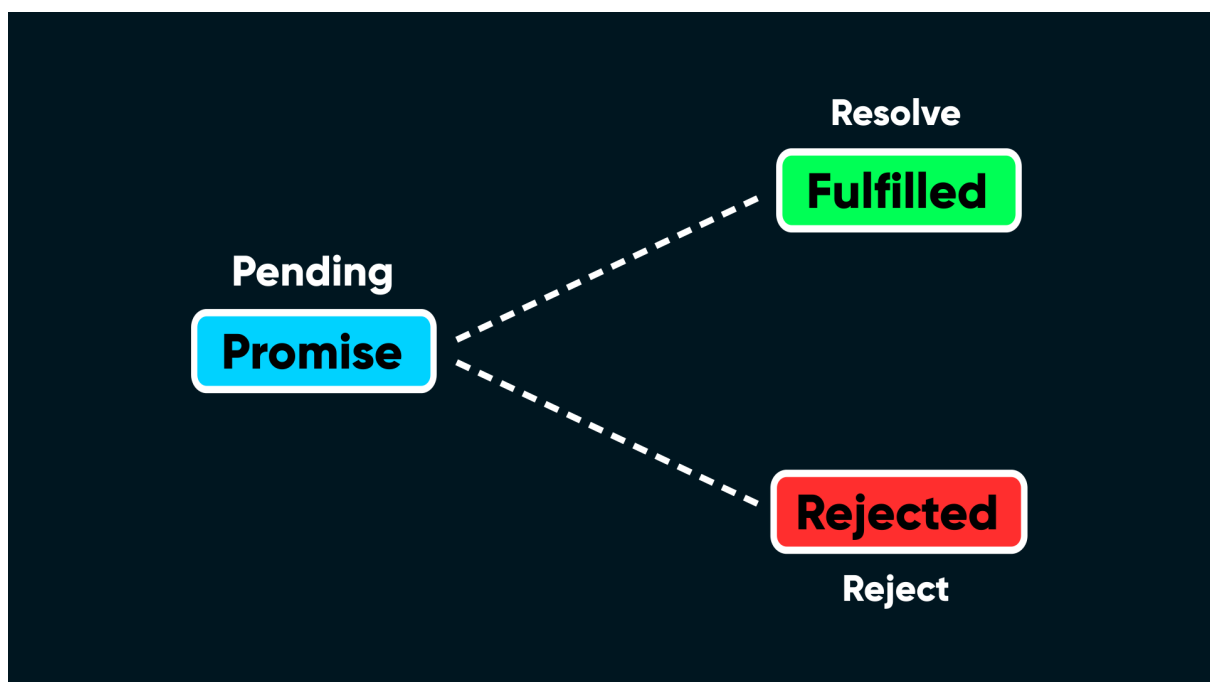 Resolve
Fulfilled
Pending
Promise
Rejected
Reject